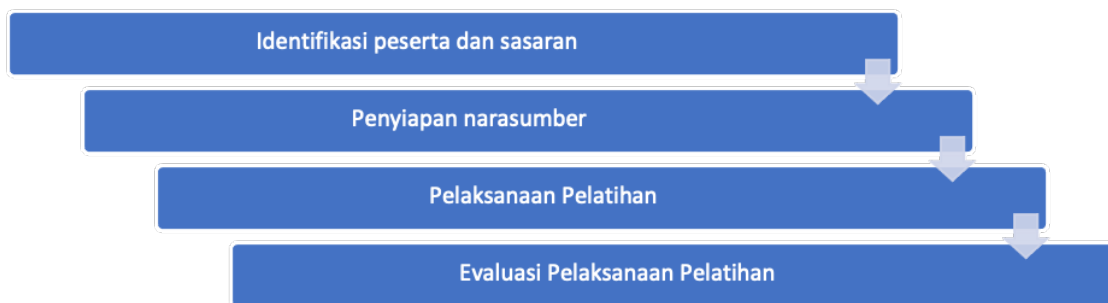 Identifikasi peserta dan sasaran
Penyiapan narasumber
Pelaksanaan Pelatihan
Evaluasi Pelaksanaan Pelatihan